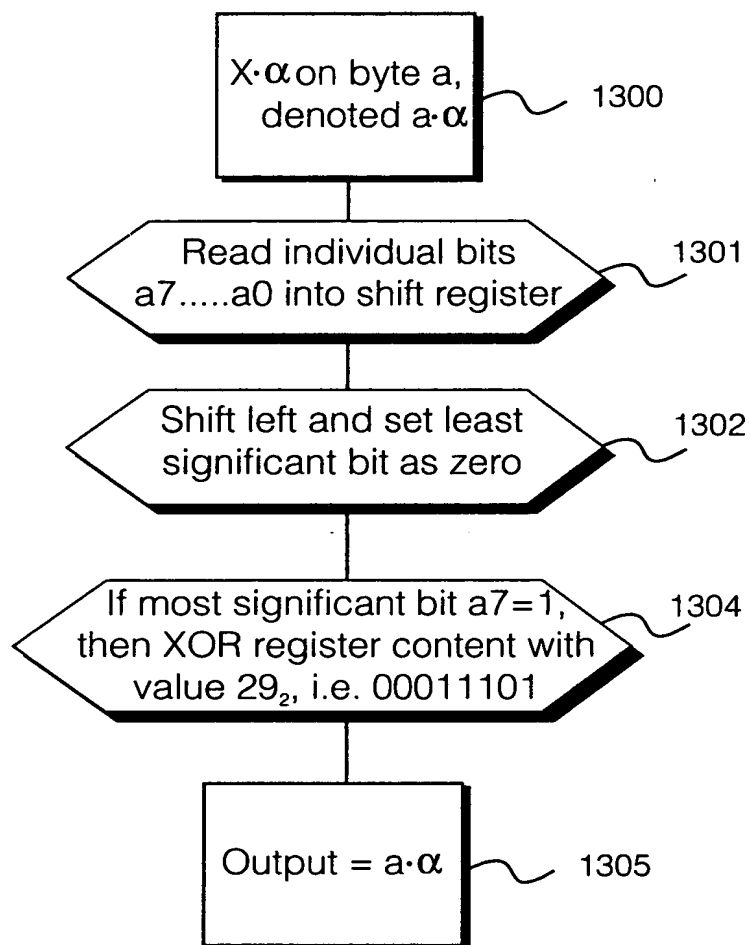 X·α on byte a,
denoted a·α
1300
Read individual bits
a7.....a0 into shift register
1301
Shift left and set least
significant bit as zero
1302
If most significant bit a7=1,
then XOR register content with
value 29₂, i.e. 00011101
1304
Output = a·α
1305